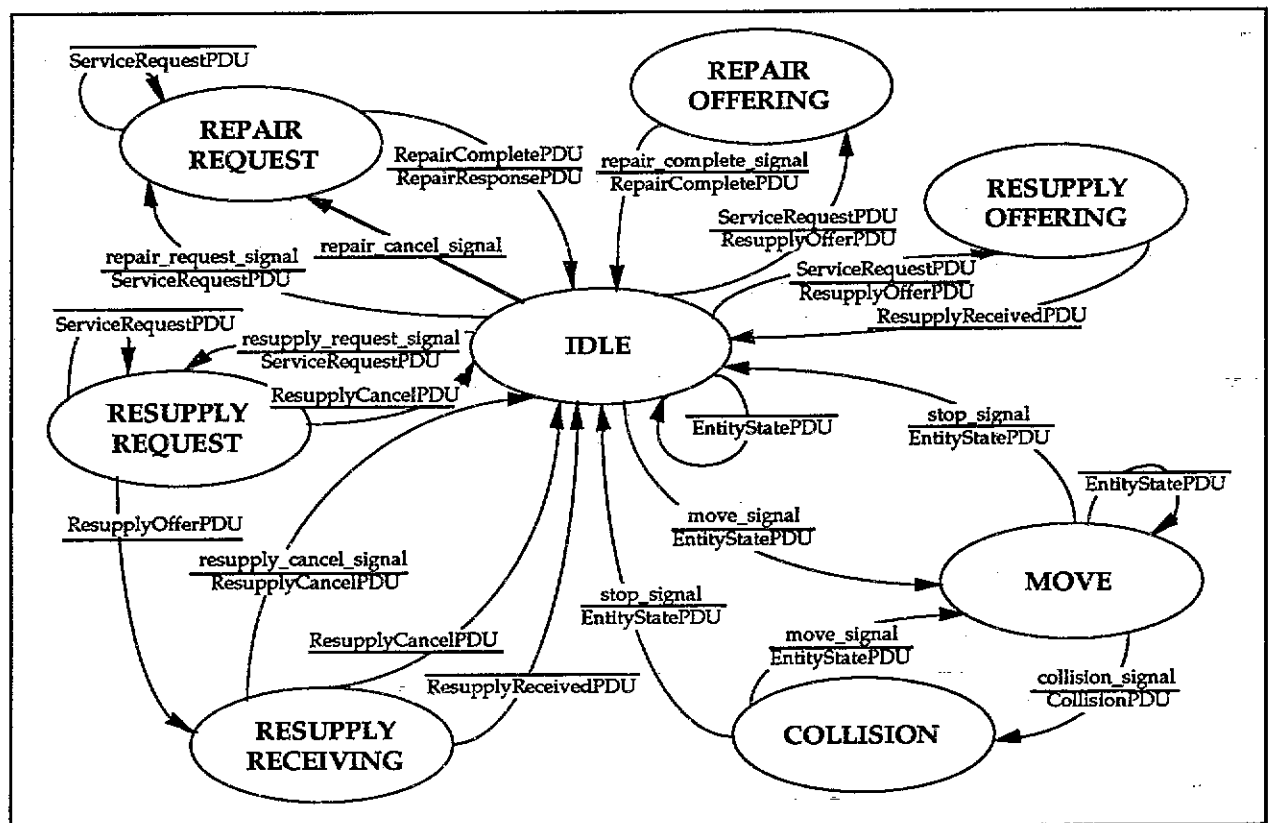 ServiceRequestPDU
REPAIR
REQUEST
RepairCompletePDU
RepairResponsePDU
REPAIR
OFFERING
repair_complete_signal
RepairCompletePDU
RESUPPLY
OFFERING
ServiceRequestPDU
ResupplyOfferPDU
repair_request_signal
ServiceRequestPDU
repair_cancel_signal
ServiceRequestPDU
ResupplyOfferPDU
ResupplyReceivedPDU
ServiceRequestPDU
resupply_request_signal
ServiceRequestPDU
IDLE
RESUPPLY
REQUEST
ResupplyCancelPDU
EntityStatePDU
stop_signal
EntityStatePDU
EntityStatePDU
ResupplyOfferPDU
resupply_cancel_signal
ResupplyCancelPDU
move_signal
EntityStatePDU
MOVE
stop_signal
EntityStatePDU
ResupplyCancelPDU
move_signal
EntityStatePDU
ResupplyReceivedPDU
collision_signal
CollisionPDU
RESUPPLY
RECEIVING
COLLISION